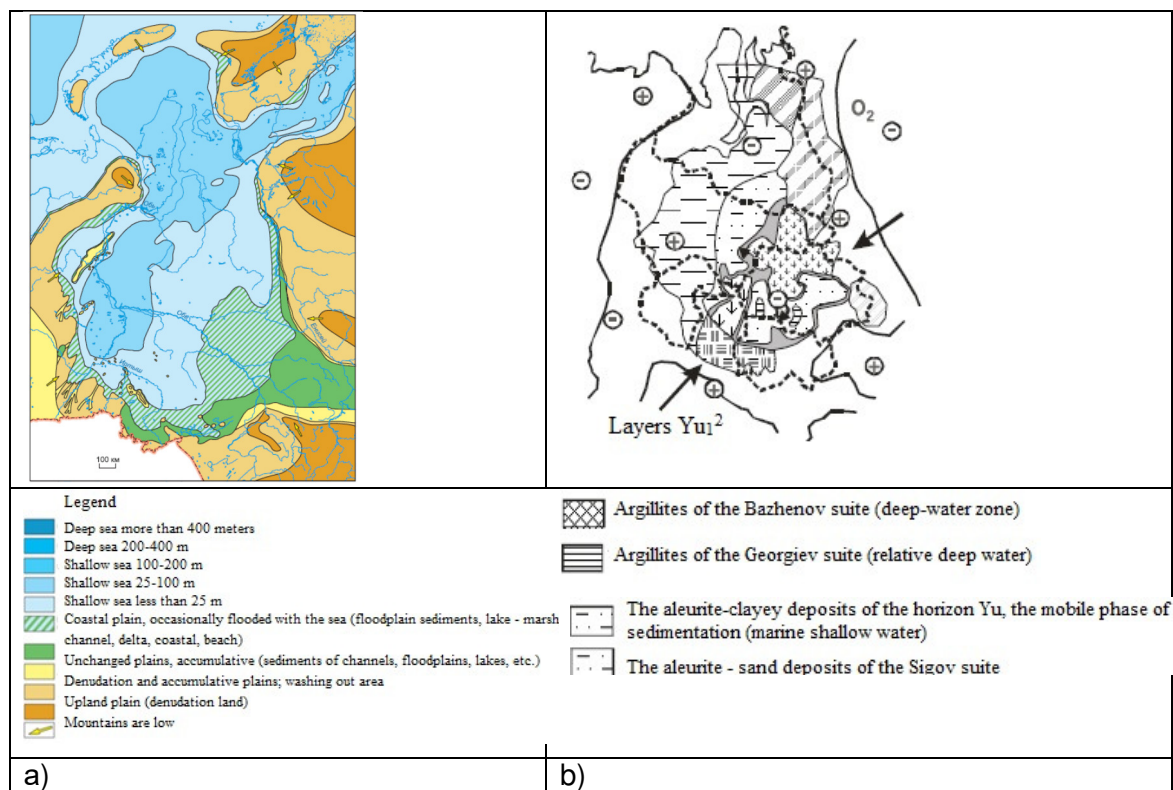 100 км
O₂
Layers Yu₁²
Legend
Deep sea more than 400 meters
Deep sea 200-400 m
Shallow sea 100-200 m
Shallow sea 25-100 m
Shallow sea less than 25 m
Coastal plain, occasionally flooded with the sea (floodplain sediments, lake - marsh
channel, delta, coastal, beach)
Unchanged plains, accumulative (sediments of channels, floodplains, lakes, etc.)
Denudation and accumulative plains; washing out area
Upland plain (denudation land)
Mountains are low
Argillites of the Bazhenov suite (deep-water zone)
Argillites of the Georgiev suite (relative deep water)
The aleurite-clayey deposits of the horizon Yu, the mobile phase of
sedimentation (marine shallow water)
The aleurite - sand deposits of the Sigov suite
a)
b)